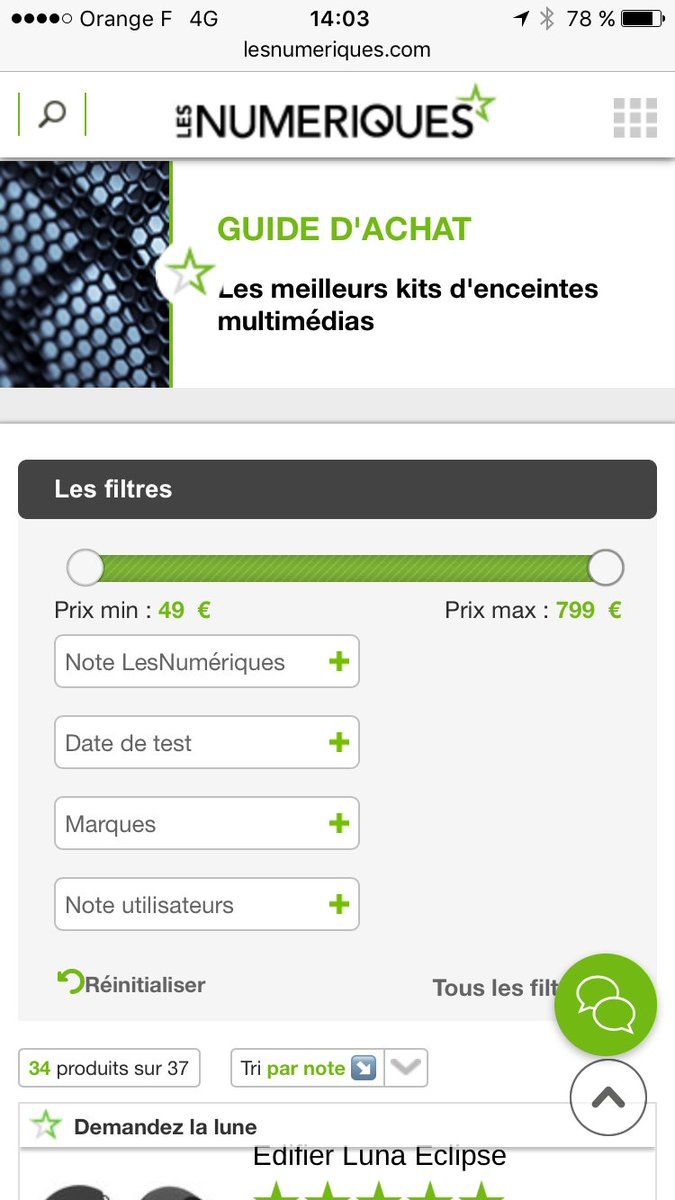 Orange F 4G 14:03 78 %
lesnumeriques.com
LES NUMERIQUES
GUIDE D'ACHAT
Les meilleurs kits d'enceintes
multimédias
Les filtres
Prix min : 49 € Prix max : 799 €
Note LesNumériques
Date de test
Marques
Note utilisateurs
Réinitialiser Tous les filt
34 produits sur 37 Tri par note
Demandez la lune
Edifier Luna Eclipse